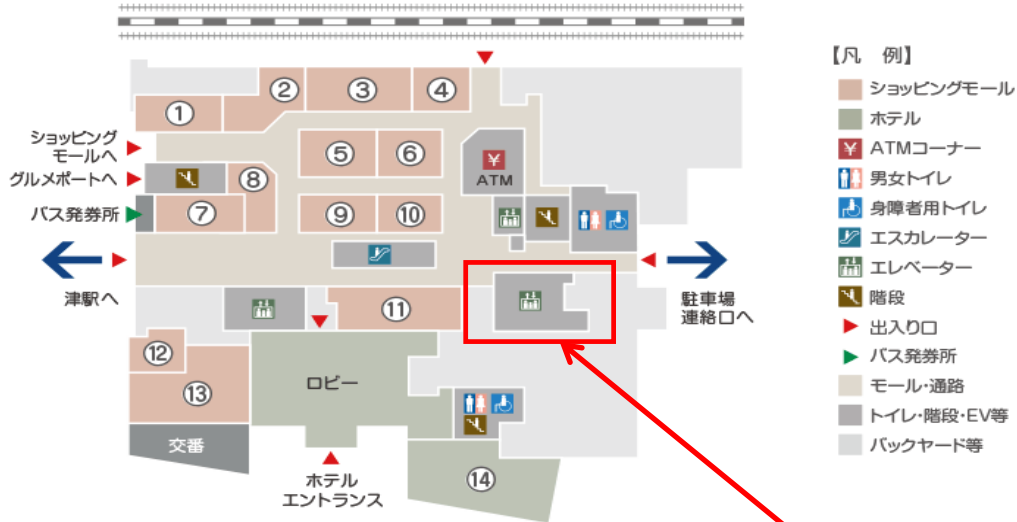 ①
②
③
④
ショッピング
モールへ
グルメポートへ
バス発券所
⑤
⑥
¥
ATM
⑧
⑦
⑨
⑩
津駅へ
駐車場
連絡口へ
⑪
⑫
⑬
ロビー
交番
⑭
ホテル
エントランス
【凡 例】
ショッピングモール
ホテル
¥ ATMコーナー
男女トイレ
身障者用トイレ
エスカレーター
エレベーター
階段
出入り口
バス発券所
モール・通路
トイレ・階段・EV等
バックヤード等